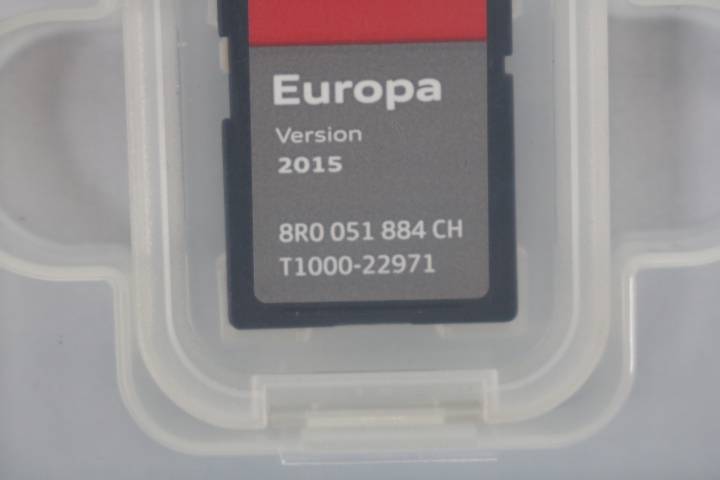 Europa
Version
2015
8R0 051 884 CH
T1000-22971